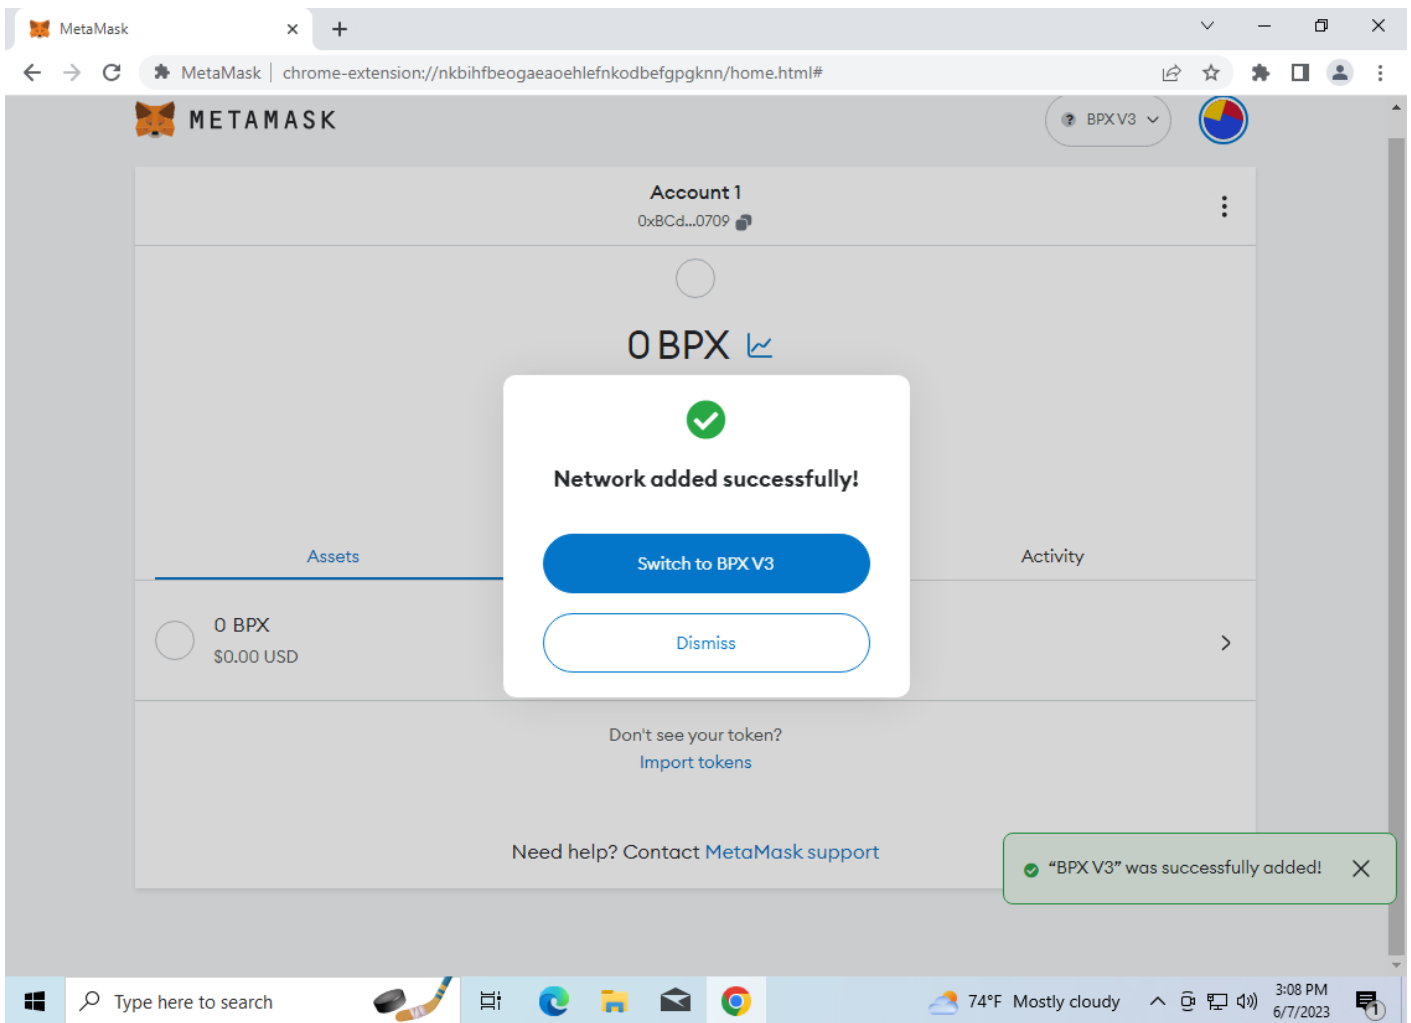 MetaMask
MetaMask | chrome-extension://nkbihfbeogaeaoehlefnkodbefgpgknn/home.html#
METAMASK
? BPX V3
Account 1
0xBCd...0709
0 BPX
Network added successfully!
Switch to BPX V3
Dismiss
Assets
Activity
0 BPX
$0.00 USD
Don't see your token?
Import tokens
Need help? Contact MetaMask support
“BPX V3” was successfully added!
Type here to search
74°F Mostly cloudy
3:08 PM
6/7/2023
1